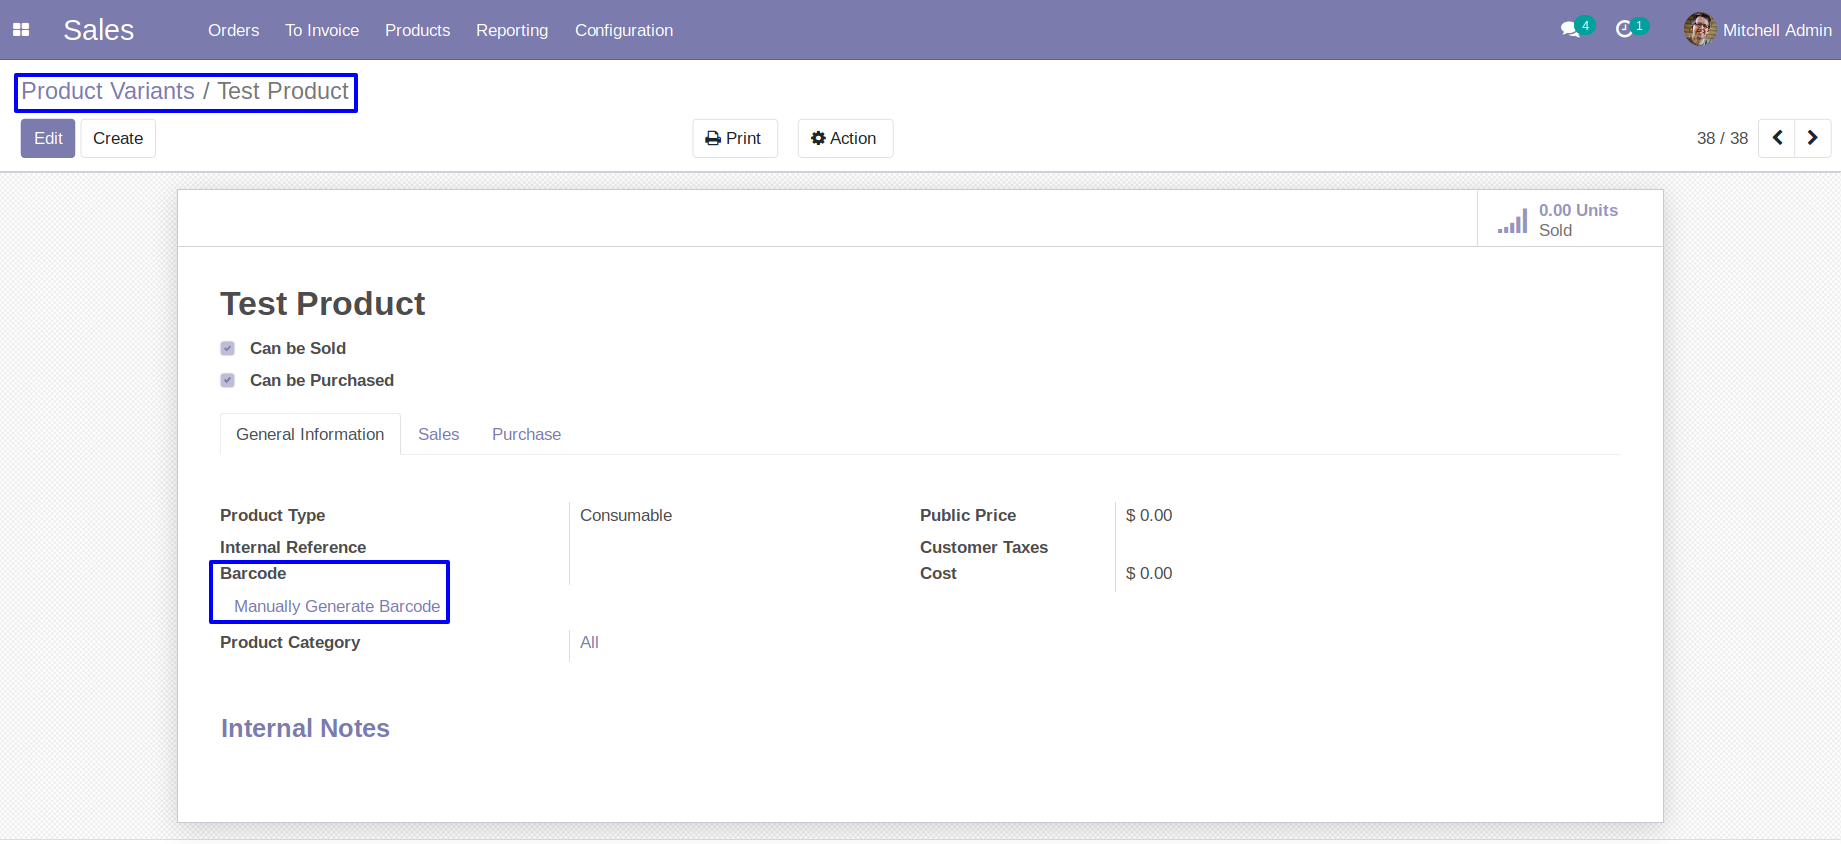 Sales Orders To Invoice Products Reporting Configuration 4 1 Mitchell Admin
Product Variants / Test Product
Edit Create Print Action 38 / 38
0.00 Units
Sold
Test Product
Can be Sold
Can be Purchased
General Information Sales Purchase
Product Type Consumable Public Price $ 0.00
Internal Reference Customer Taxes
Barcode Cost $ 0.00
Manually Generate Barcode
Product Category All
Internal Notes